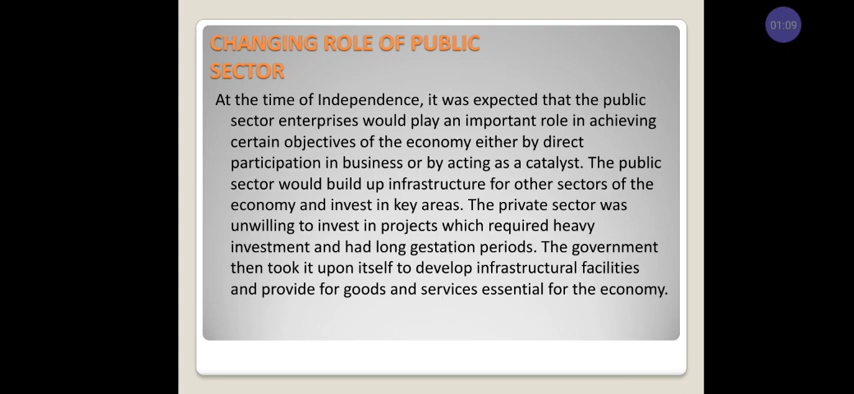 01:09
CHANGING ROLE OF PUBLIC
SECTOR
At the time of Independence, it was expected that the public
sector enterprises would play an important role in achieving
certain objectives of the economy either by direct
participation in business or by acting as a catalyst. The public
sector would build up infrastructure for other sectors of the
economy and invest in key areas. The private sector was
unwilling to invest in projects which required heavy
investment and had long gestation periods. The government
then took it upon itself to develop infrastructural facilities
and provide for goods and services essential for the economy.